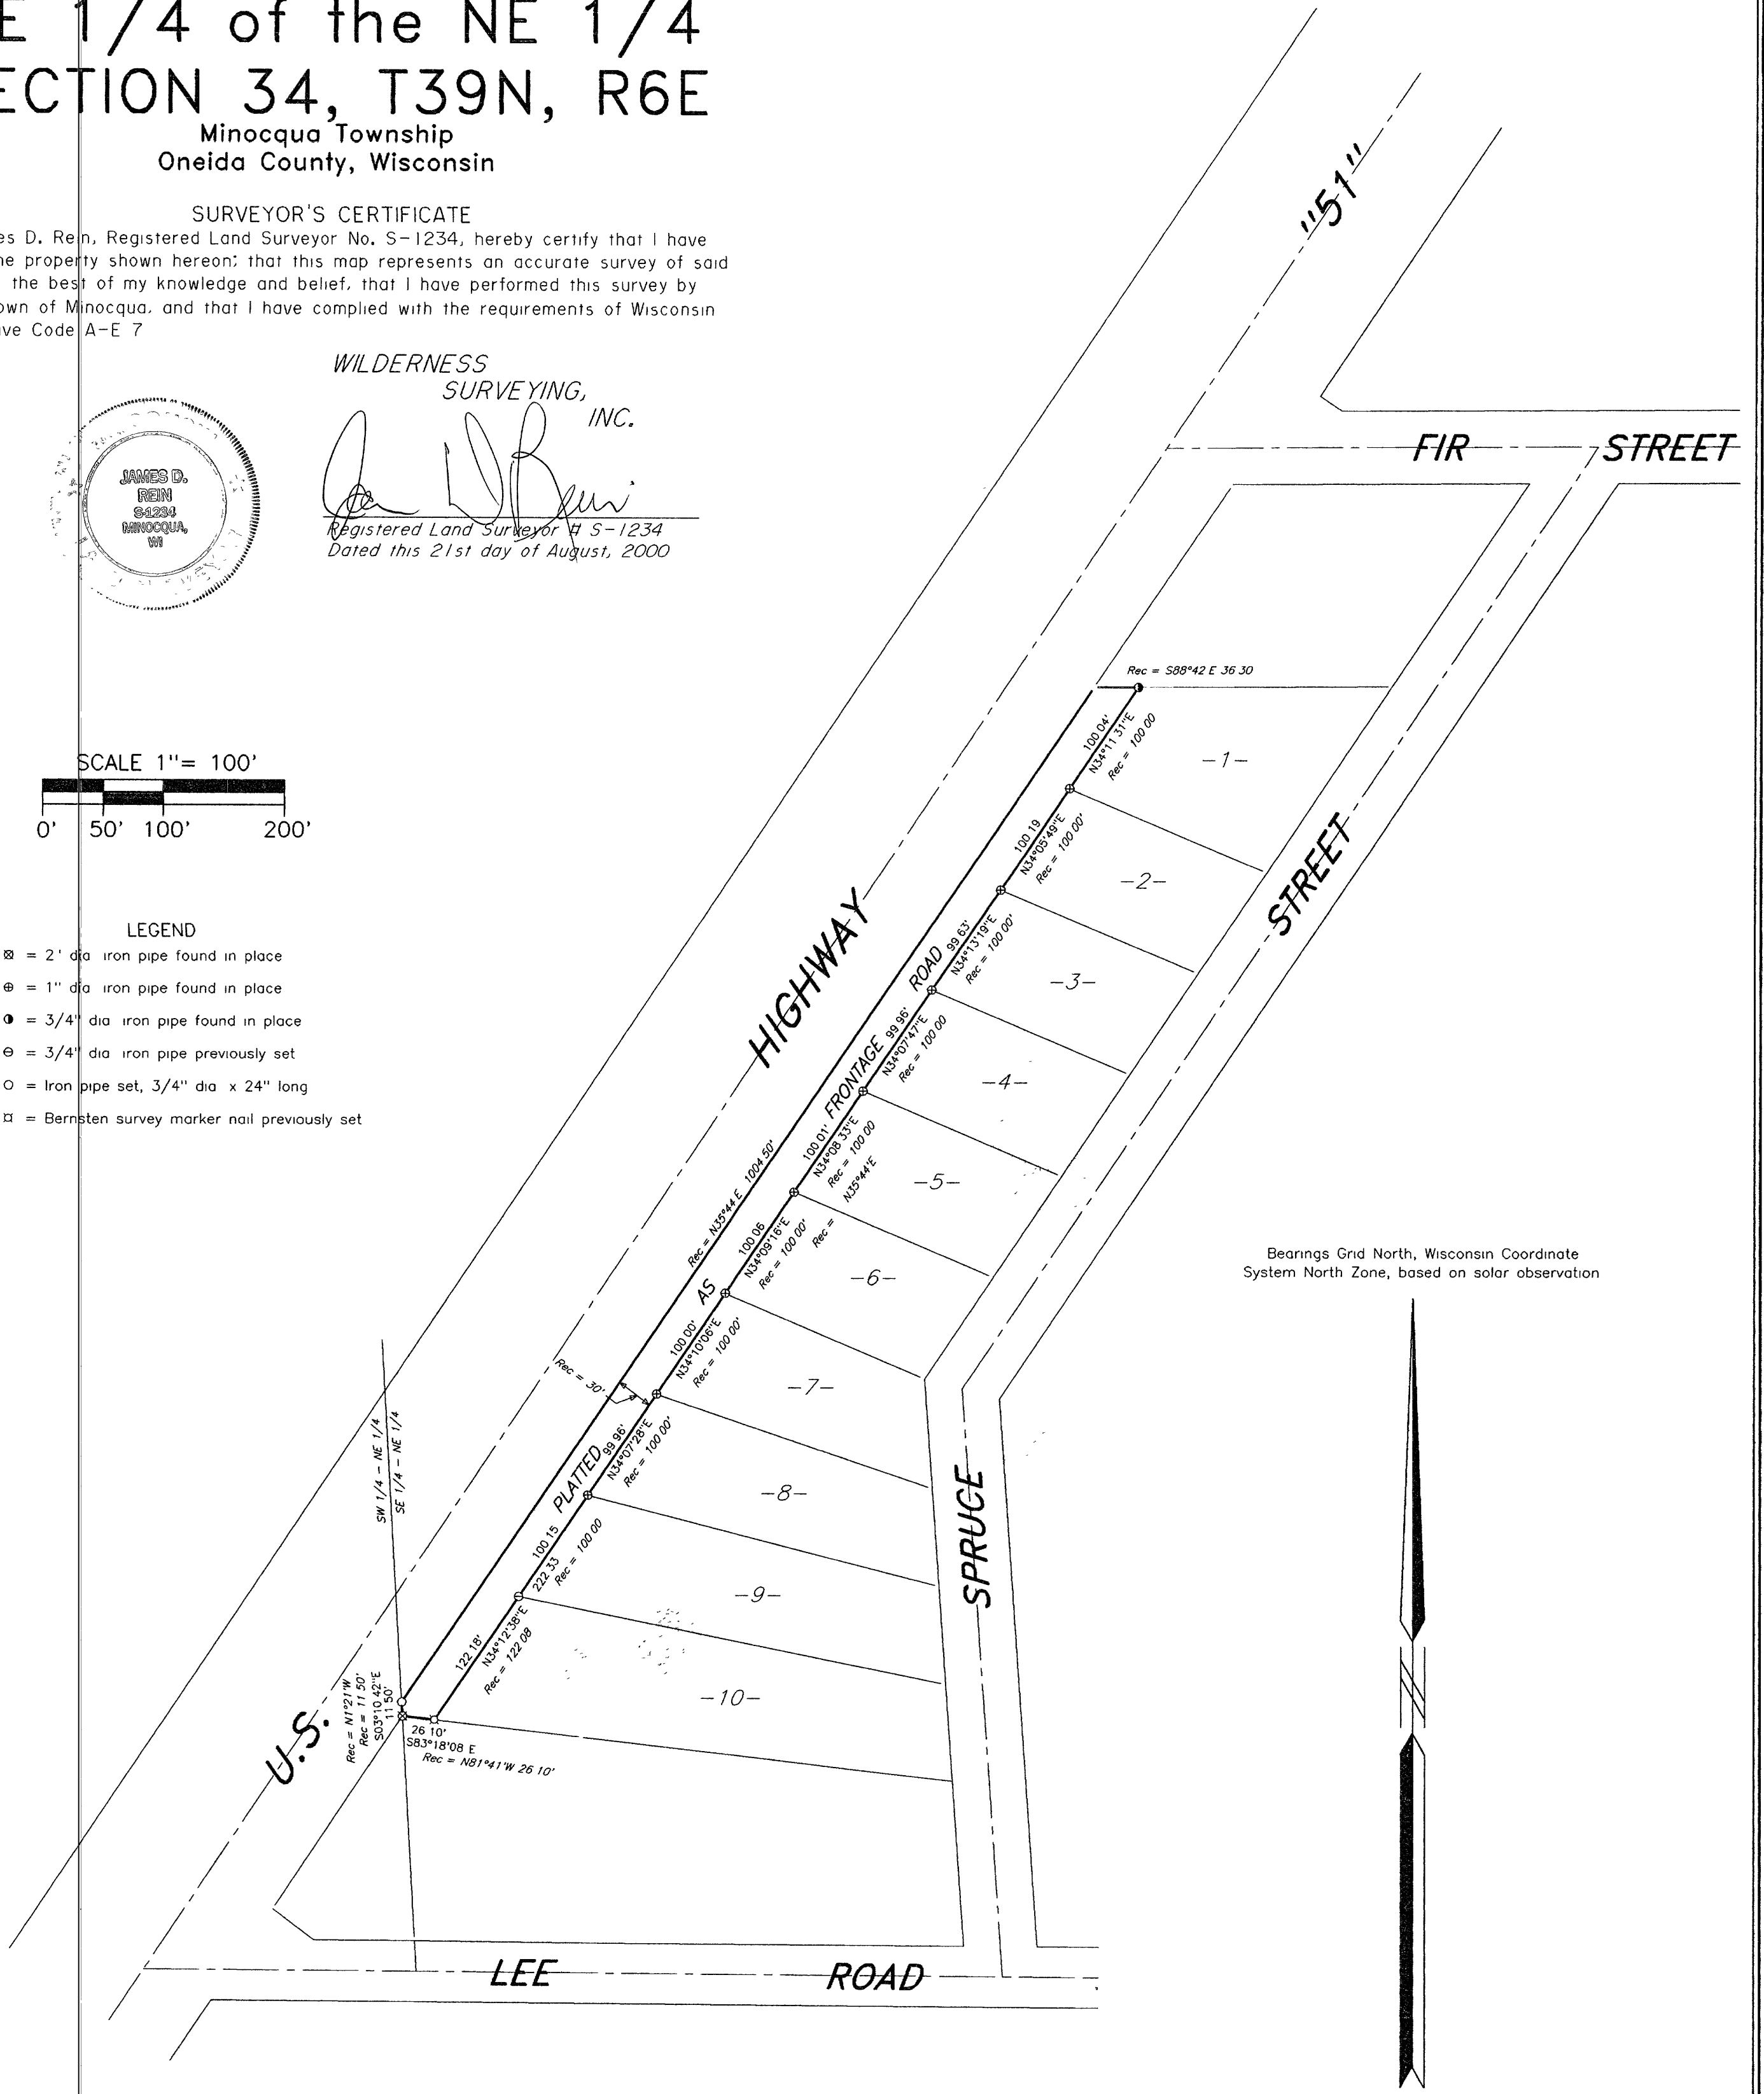 E 1/4 of the NE 1/4
ECTION 34, T39N, R6E
Minocqua Township
Oneida County, Wisconsin
SURVEYOR'S CERTIFICATE
es D. Rein, Registered Land Surveyor No. S-1234, hereby certify that I have
he property shown hereon; that this map represents an accurate survey of said
the best of my knowledge and belief, that I have performed this survey by
own of Minocqua, and that I have complied with the requirements of Wisconsin
ve Code A-E 7
WILDERNESS
SURVEYING,
INC.
JAMES D.
REIN
S-1234
MINOCQUA,
WI
Registered Land Surveyor # S-1234
Dated this 21st day of August, 2000
SCALE 1"= 100'
0' 50' 100' 200'
LEGEND
⊠ = 2' dia iron pipe found in place
⊕ = 1" dia iron pipe found in place
◑ = 3/4" dia iron pipe found in place
⊖ = 3/4" dia iron pipe previously set
O = Iron pipe set, 3/4" dia x 24" long
¤ = Bernsten survey marker nail previously set
"51"
FIR STREET
Rec = S88°42 E 36 30
100 04'
N34°11 31"E
Rec = 100 00
-1-
100 19
N34°05'49"E
Rec = 100 00'
-2-
STREET
HIGHWAY
ROAD
99 63'
N34°13'19"E
Rec = 100 00'
-3-
FRONTAGE
99 96'
N34°07'47"E
Rec = 100 00
-4-
100 01'
N34°08 33"E
Rec = 100 00
Rec = N35°44'E
-5-
Rec = N35°44 E 1004 50'
100 06
N34°09'16"E
Rec = 100 00'
-6-
AS
100 00'
N34°10'06"E
Rec = 100 00'
-7-
Rec = 30'
PLATTED
99 96'
N34°07'28"E
Rec = 100 00'
-8-
SW 1/4 - NE 1/4
SE 1/4 - NE 1/4
100 15
222 33
Rec = 100 00
-9-
SPRUCE
122 18'
N34°12'38"E
Rec = 122 08
-10-
Rec = N1°21'W
Rec = 11 50'
S03°10 42"E
11 50'
U.S.
26 10'
S83°18'08 E
Rec = N81°41'W 26 10'
LEE ROAD
Bearings Grid North, Wisconsin Coordinate
System North Zone, based on solar observation